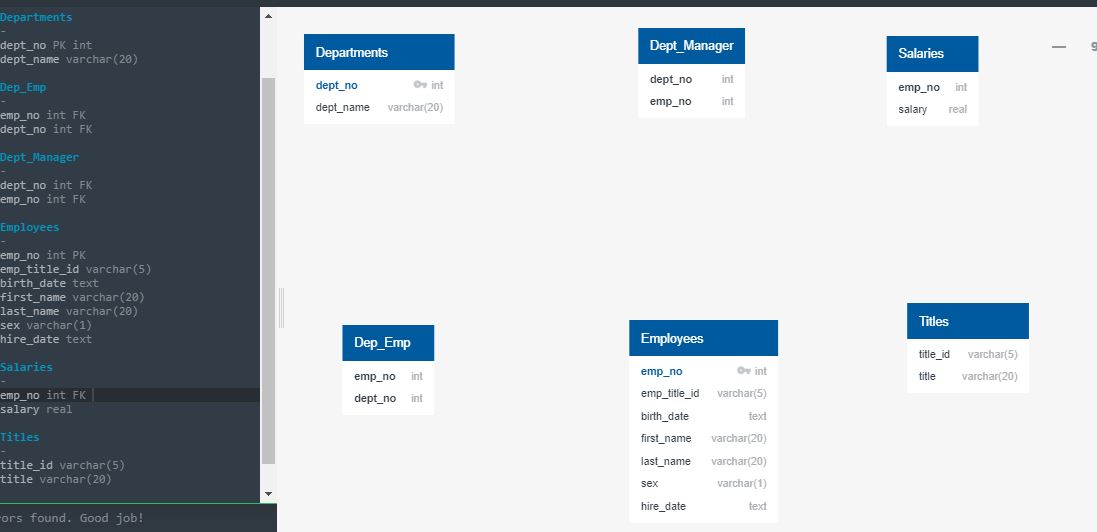 Departments
-
dept_no PK int
dept_name varchar(20)
Dep_Emp
-
emp_no int FK
dept_no int FK
Dept_Manager
-
dept_no int FK
emp_no int FK
Employees
-
emp_no int PK
emp_title_id varchar(5)
birth_date text
first_name varchar(20)
last_name varchar(20)
sex varchar(1)
hire_date text
Salaries
-
emp_no int FK
salary real
Titles
-
title_id varchar(5)
title varchar(20)
ors found. Good job!
Departments
dept_no int
dept_name varchar(20)
Dept_Manager
dept_no int
emp_no int
Salaries
emp_no int
salary real
Dep_Emp
emp_no int
dept_no int
Employees
emp_no int
emp_title_id varchar(5)
birth_date text
first_name varchar(20)
last_name varchar(20)
sex varchar(1)
hire_date text
Titles
title_id varchar(5)
title varchar(20)